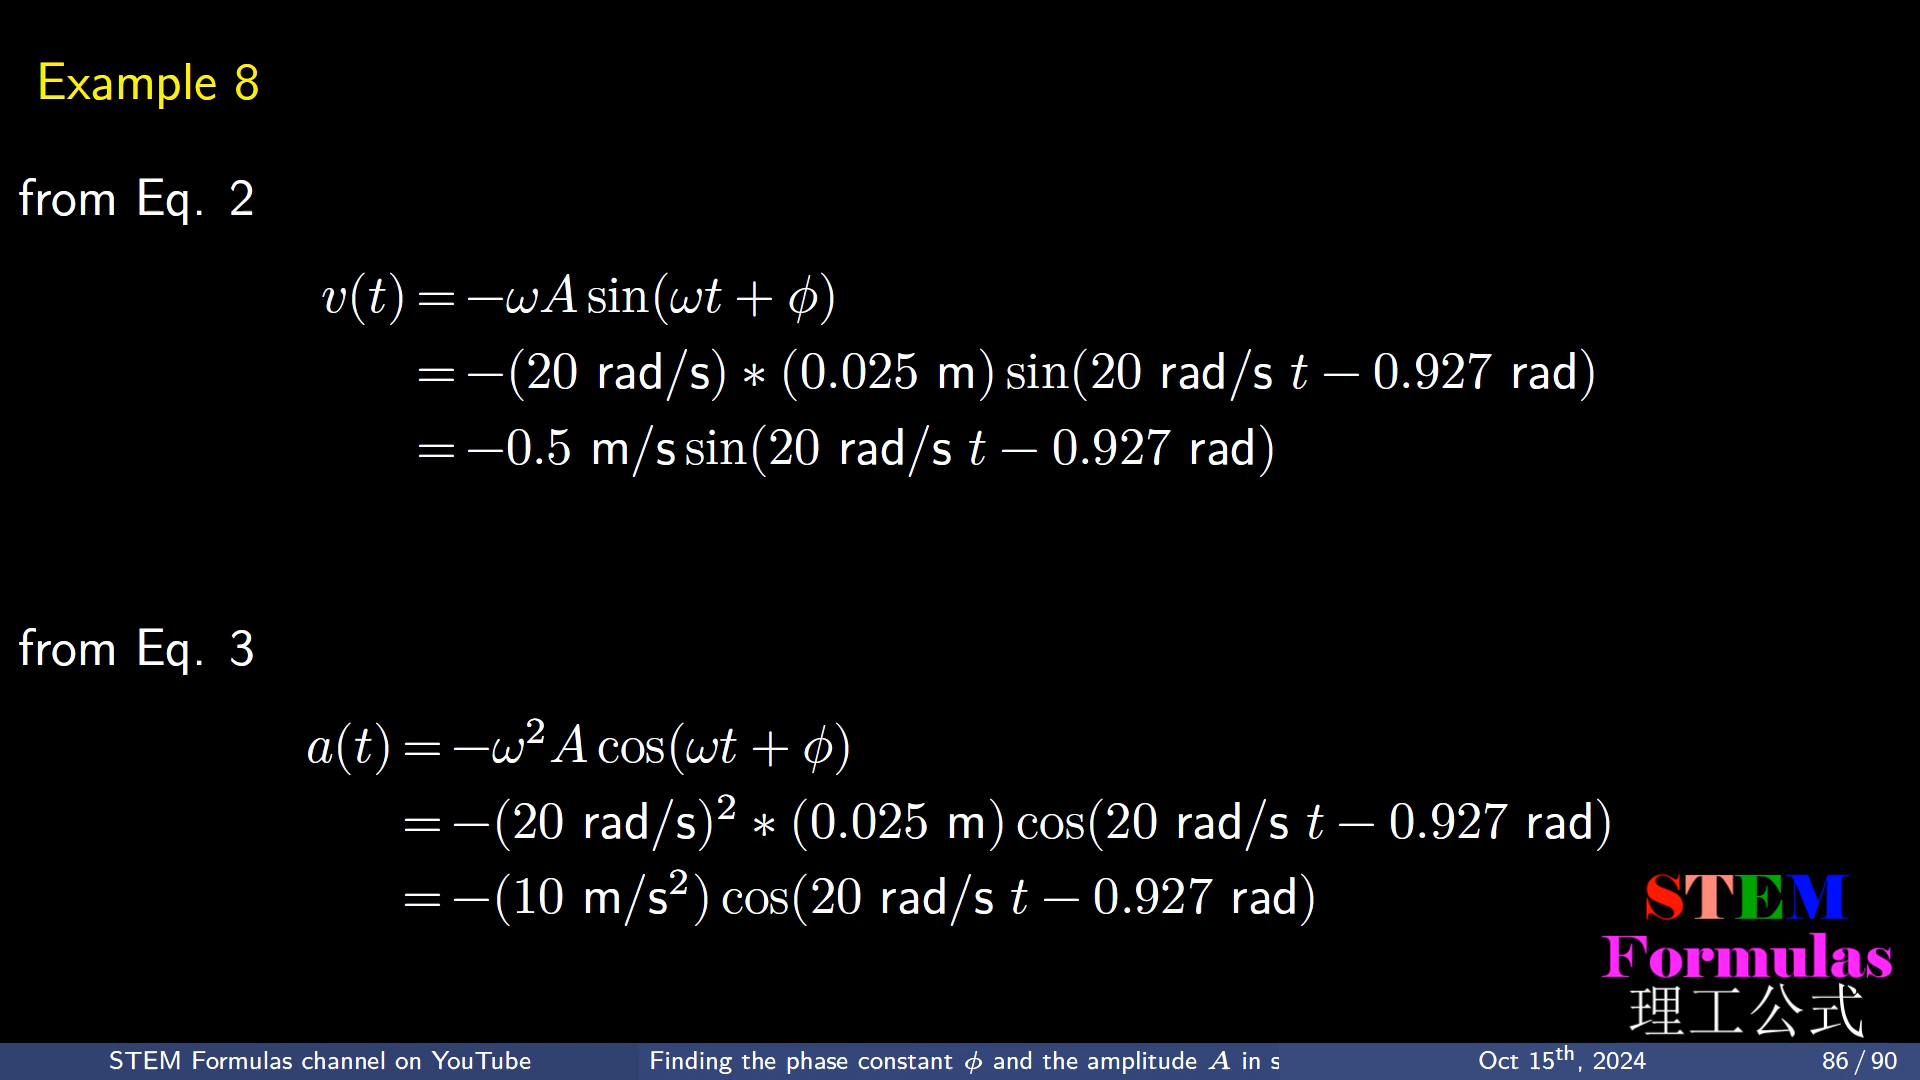 Example 8
from Eq. 2
v(t) = −ωA sin(ωt + ϕ)
= −(20 rad/s) ∗ (0.025 m) sin(20 rad/s t − 0.927 rad)
= −0.5 m/s sin(20 rad/s t − 0.927 rad)
from Eq. 3
a(t) = −ω²A cos(ωt + ϕ)
= −(20 rad/s)² ∗ (0.025 m) cos(20 rad/s t − 0.927 rad)
= −(10 m/s²) cos(20 rad/s t − 0.927 rad)
STEM
Formulas
理工公式
STEM Formulas channel on YouTube Finding the phase constant ϕ and the amplitude A in s Oct 15th, 2024 86 / 90